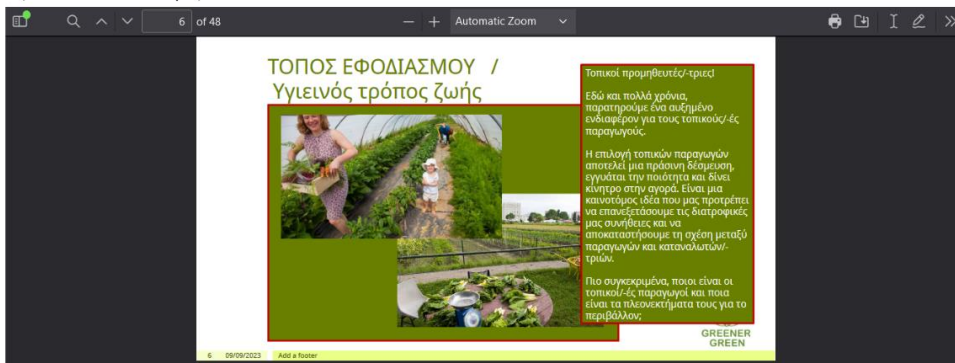 6 of 48
Automatic Zoom
ΤΟΠΟΣ ΕΦΟΔΙΑΣΜΟΥ /
Υγιεινός τρόπος ζωής
Τοπικοί προμηθευτές/-τριες!
Εδώ και πολλά χρόνια,
παρατηρούμε ένα αυξημένο
ενδιαφέρον για τους τοπικούς/-ές
παραγωγούς.
Η επιλογή τοπικών παραγωγών
αποτελεί μια πράσινη δέσμευση,
εγγυάται την ποιότητα και δίνει
κίνητρο στην αγορά. Είναι μια
καινοτόμος ιδέα που μας προτρέπει
να επανεξετάσουμε τις διατροφικές
μας συνήθειες και να
αποκαταστήσουμε τη σχέση μεταξύ
παραγωγών και καταναλωτών/-
τριών.
Πιο συγκεκριμένα, ποιοι είναι οι
τοπικοί/-ές παραγωγοί και ποια
είναι τα πλεονεκτήματα τους για το
περιβάλλον;
GREENER
GREEN
6 09/09/2023 Add a footer